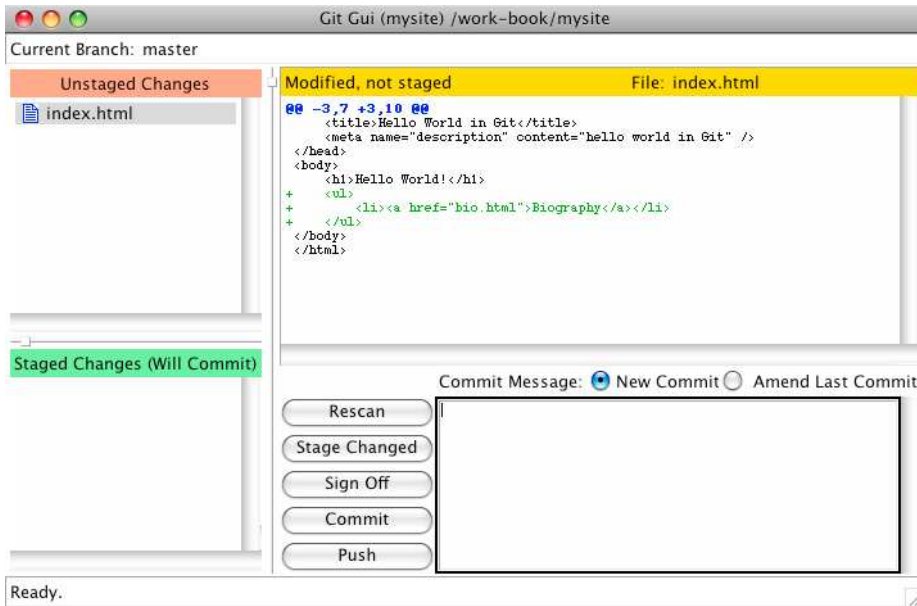 Git Gui (mysite) /work-book/mysite
Current Branch: master
Unstaged Changes
index.html
Modified, not staged File: index.html
@@ -3,7 +3,10 @@
<title>Hello World in Git</title>
<meta name="description" content="hello world in Git" />
</head>
<body>
<h1>Hello World!</h1>
+ <ul>
+ <li><a href="bio.html">Biography</a></li>
+ </ul>
</body>
</html>
Staged Changes (Will Commit)
Commit Message: New Commit Amend Last Commit
Rescan
Stage Changed
Sign Off
Commit
Push
Ready.